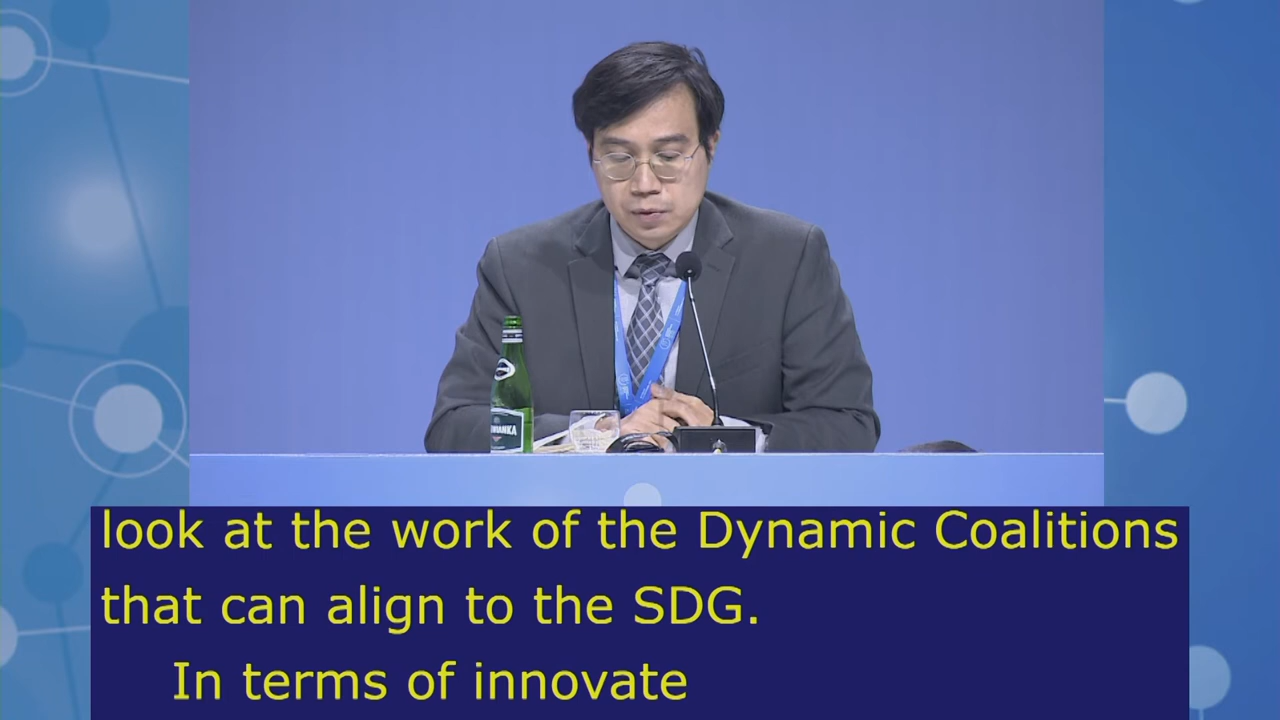 look at the work of the Dynamic Coalitions
that can align to the SDG.
In terms of innovate